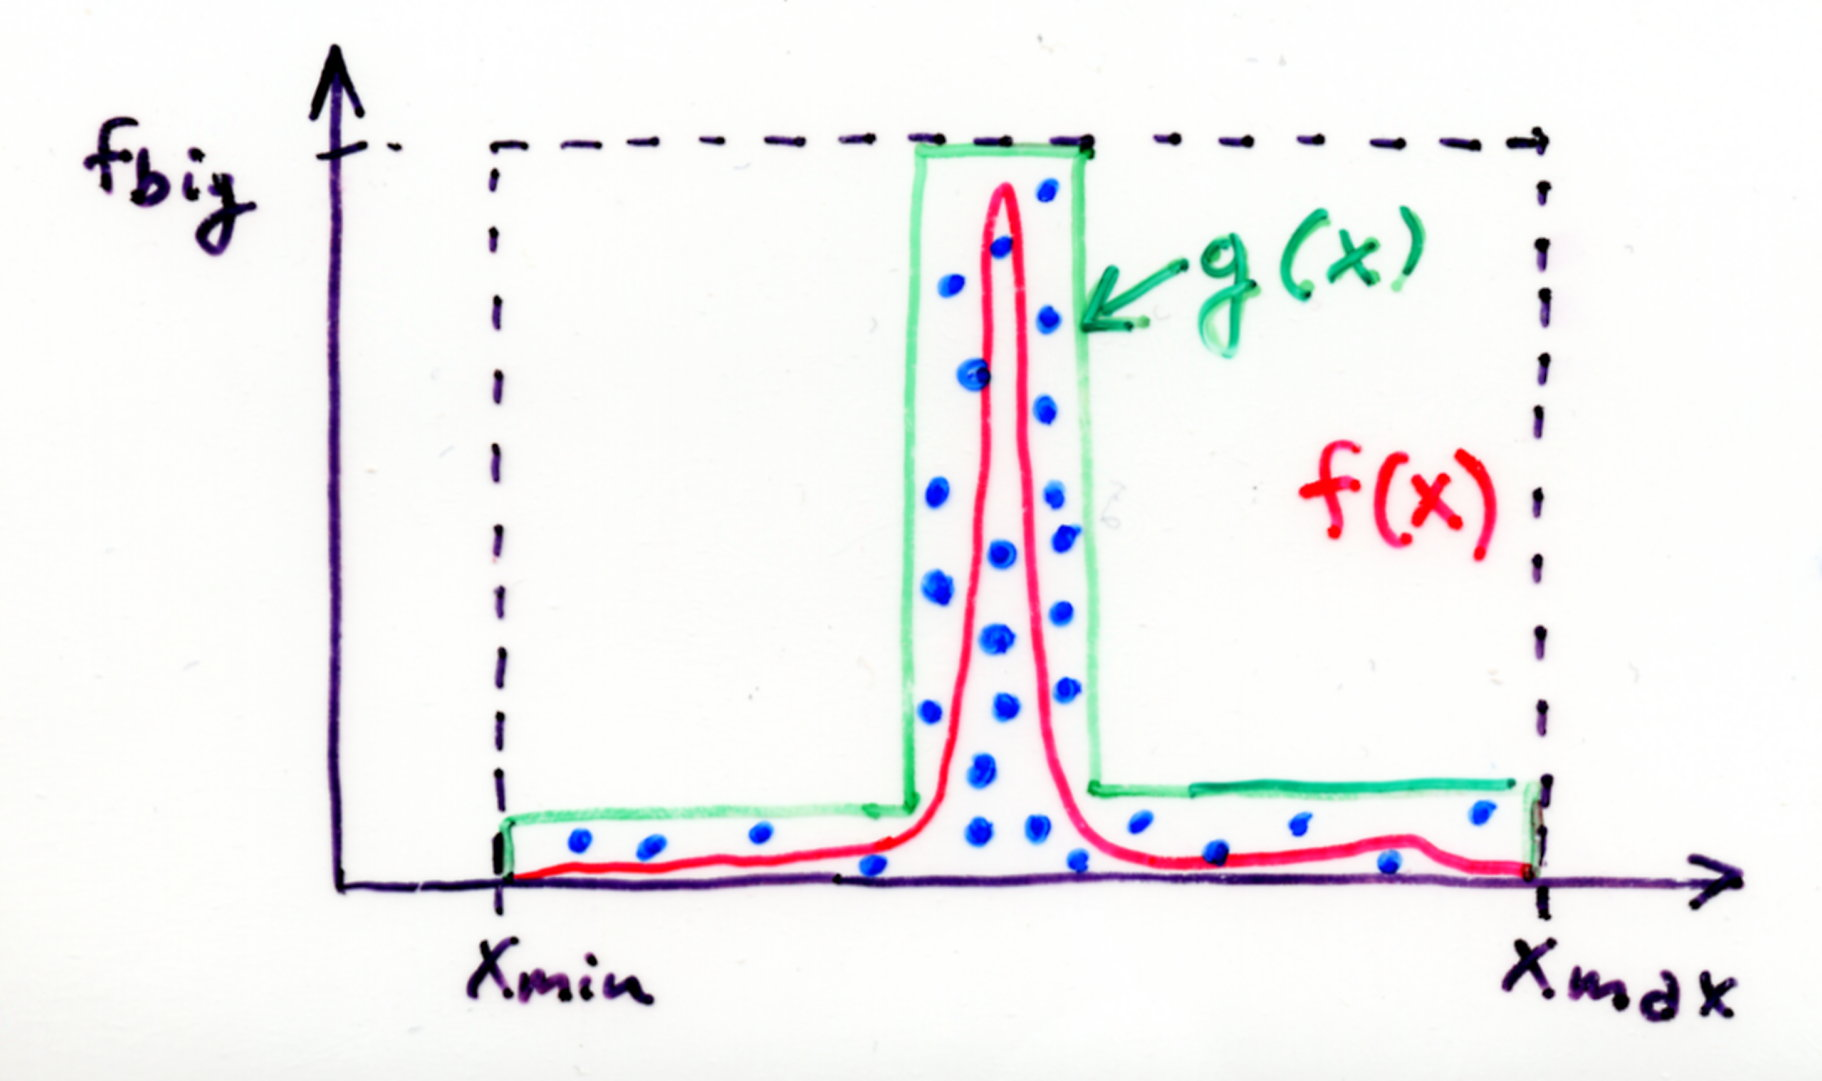 fbig
g(x)
f(x)
xmin
xmax